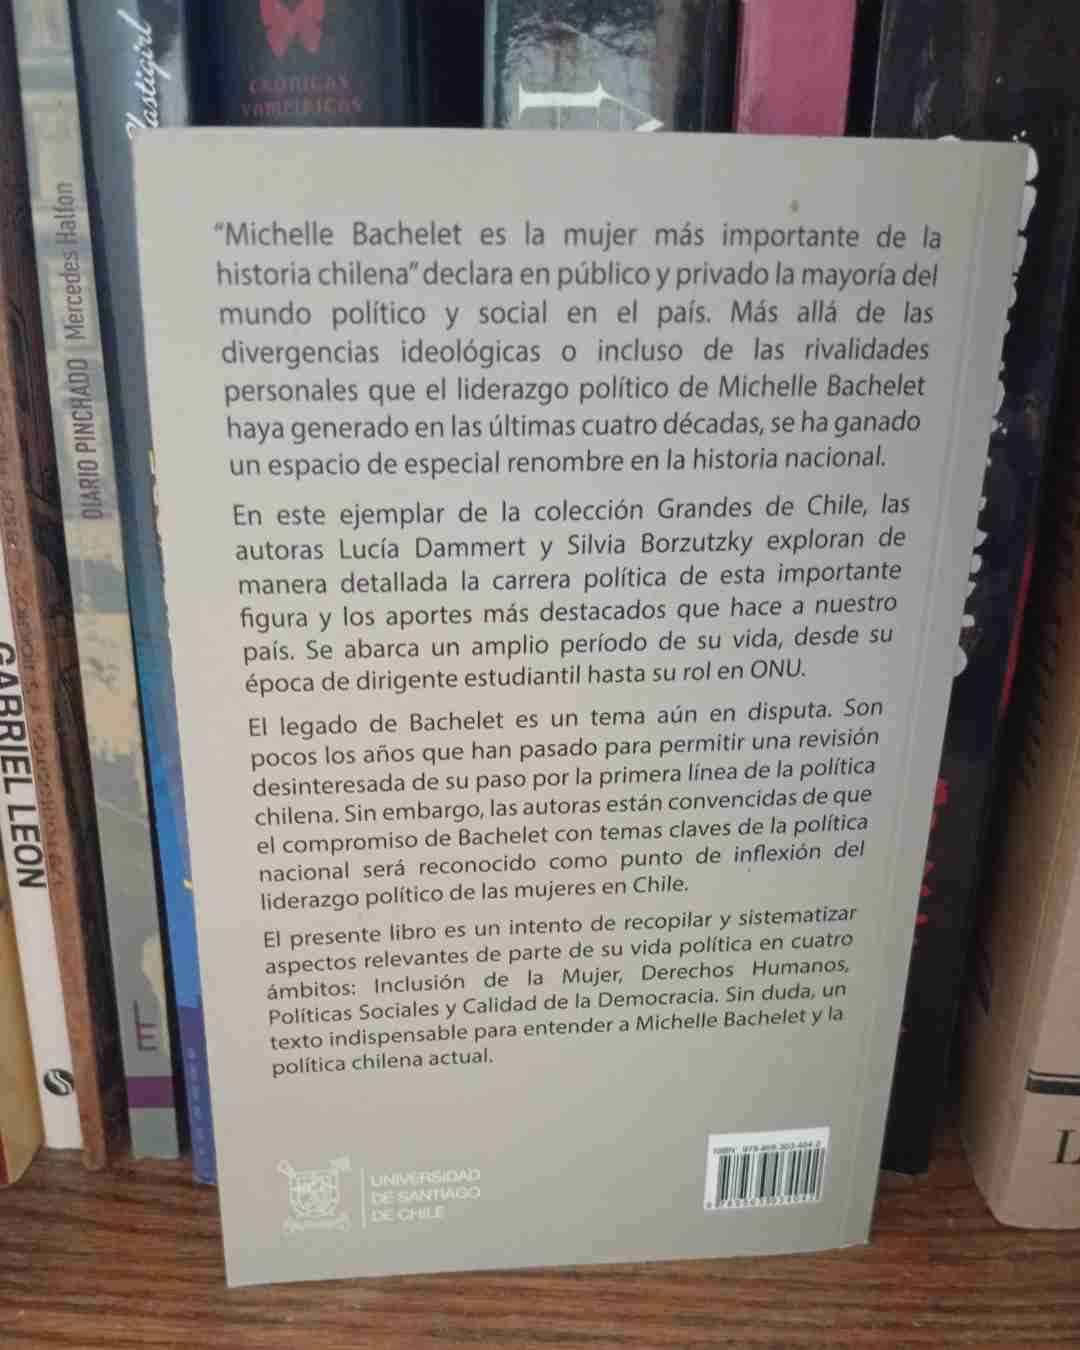 Plastigirl
CRÓNICAS
VAMPÍRICAS
DIARIO PINCHADO | Mercedes Halfon
GABRIEL LEÓN
“Michelle Bachelet es la mujer más importante de la
historia chilena” declara en público y privado la mayoría del
mundo político y social en el país. Más allá de las
divergencias ideológicas o incluso de las rivalidades
personales que el liderazgo político de Michelle Bachelet
haya generado en las últimas cuatro décadas, se ha ganado
un espacio de especial renombre en la historia nacional.
En este ejemplar de la colección Grandes de Chile, las
autoras Lucía Dammert y Silvia Borzutzky exploran de
manera detallada la carrera política de esta importante
figura y los aportes más destacados que hace a nuestro
país. Se abarca un amplio período de su vida, desde su
época de dirigente estudiantil hasta su rol en ONU.
El legado de Bachelet es un tema aún en disputa. Son
pocos los años que han pasado para permitir una revisión
desinteresada de su paso por la primera línea de la política
chilena. Sin embargo, las autoras están convencidas de que
el compromiso de Bachelet con temas claves de la política
nacional será reconocido como punto de inflexión del
liderazgo político de las mujeres en Chile.
El presente libro es un intento de recopilar y sistematizar
aspectos relevantes de parte de su vida política en cuatro
ámbitos: Inclusión de la Mujer, Derechos Humanos,
Políticas Sociales y Calidad de la Democracia. Sin duda, un
texto indispensable para entender a Michelle Bachelet y la
política chilena actual.
UNIVERSIDAD
DE SANTIAGO
DE CHILE
ISBN: 978-956-303-404-2